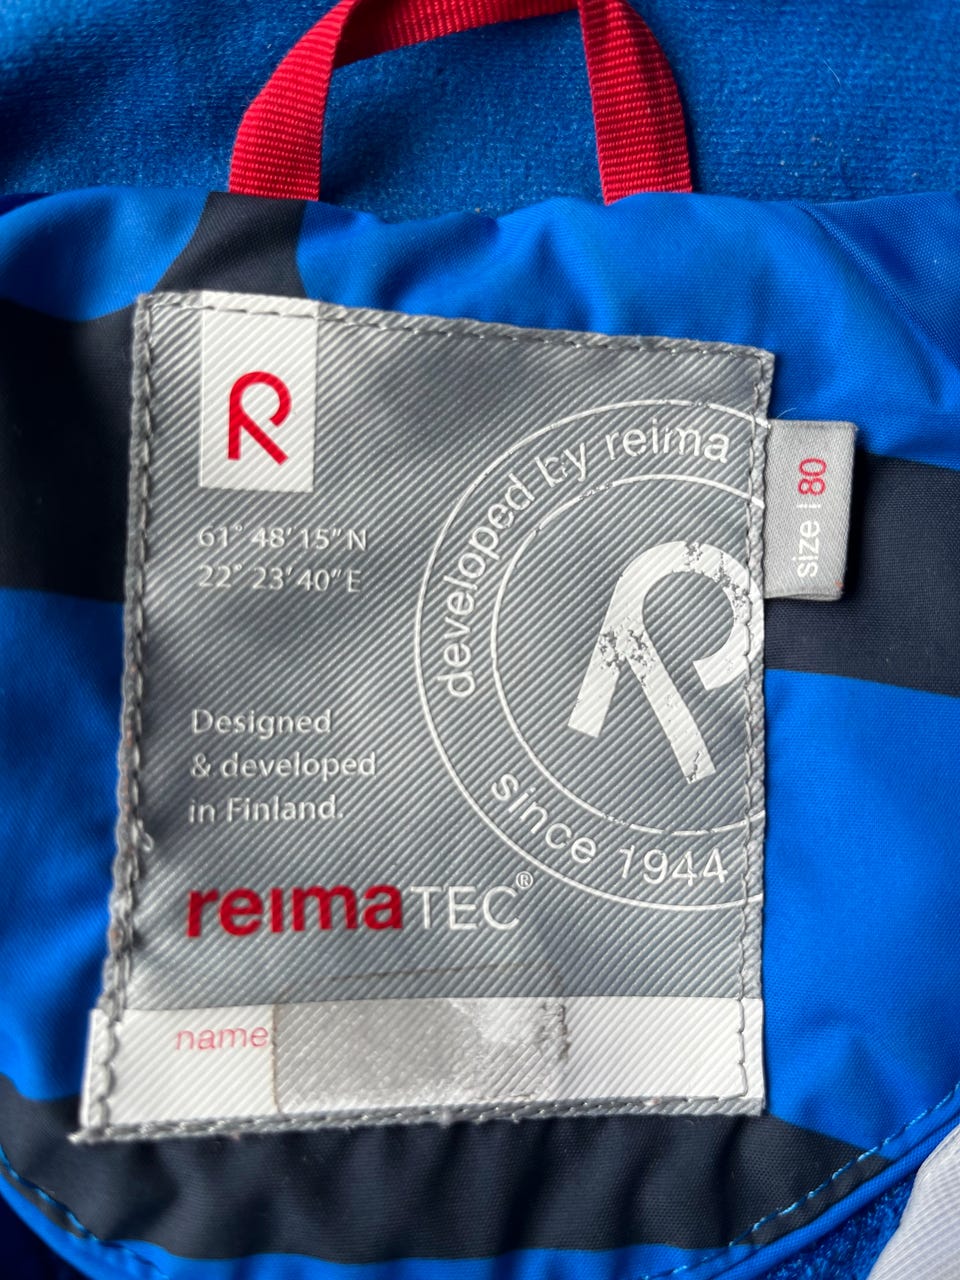 R
61° 48' 15" N
22° 23' 40" E
Designed
& developed
in Finland.
reimaTEC®
name
developed by reima
R
since 1944
size | 80